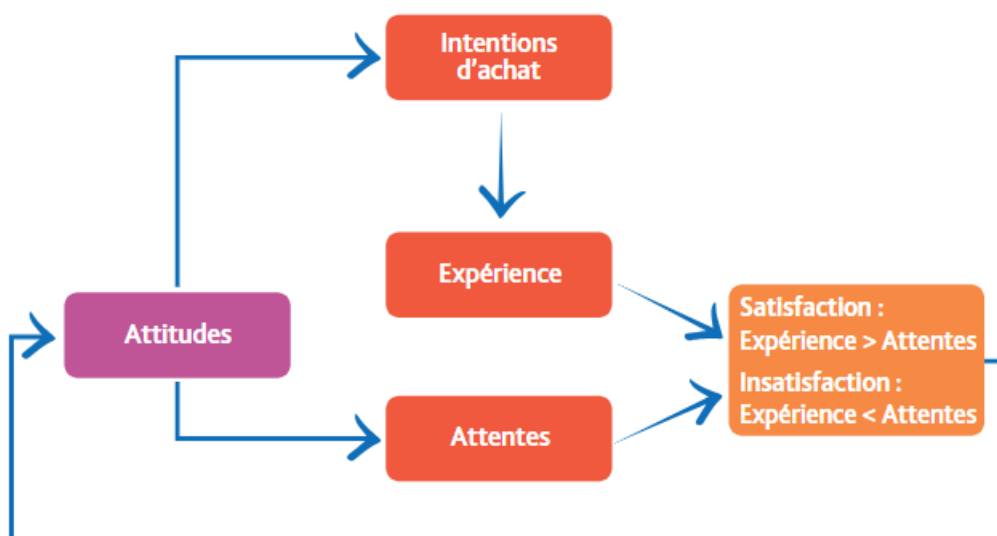 Intentions
d'achat
Expérience
Attitudes
Satisfaction :
Expérience > Attentes
Insatisfaction :
Expérience < Attentes
Attentes